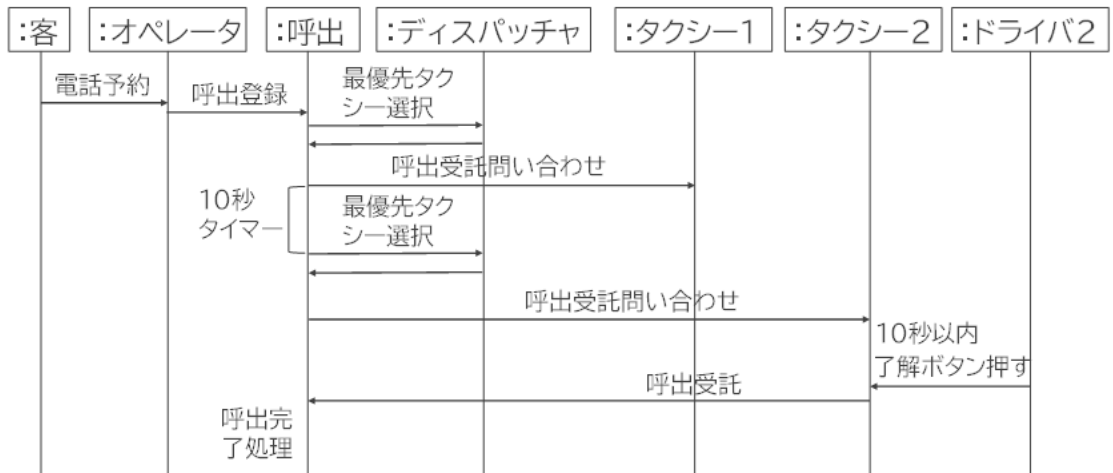 :客
:オペレータ
:呼出
:ディスパッチャ
:タクシー1
:タクシー2
:ドライバ2
電話予約
呼出登録
最優先タク
シー選択
呼出受託問い合わせ
10秒
タイマー
最優先タク
シー選択
呼出受託問い合わせ
10秒以内
了解ボタン押す
呼出受託
呼出完
了処理